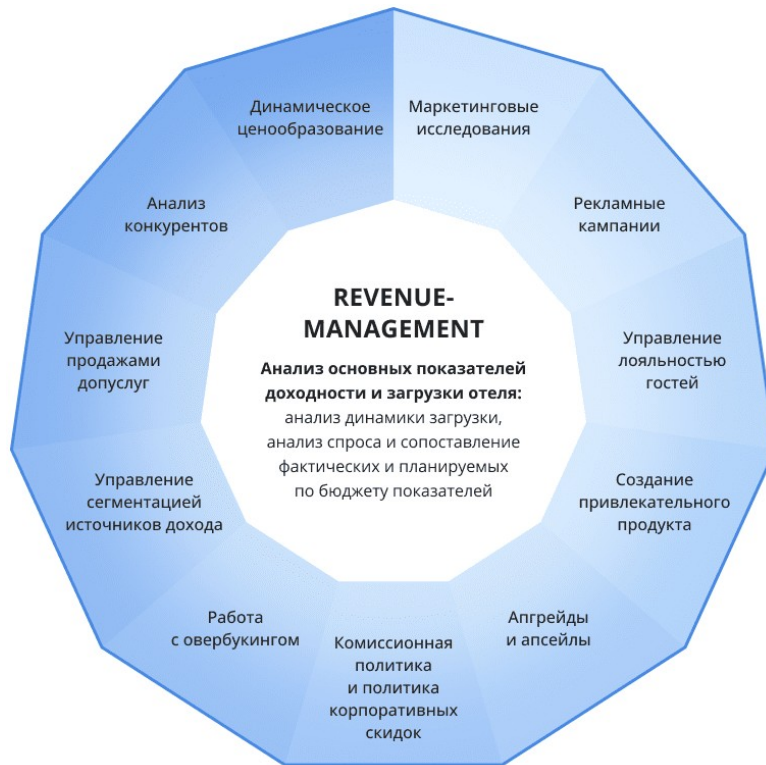 Динамическое
ценообразование
Маркетинговые
исследования
Рекламные
кампании
Управление
лояльностью
гостей
Создание
привлекательного
продукта
Апгрейды
и апсейлы
Комиссионная
политика
и политика
корпоративных
скидок
Работа
с овербукингом
Управление
сегментацией
источников дохода
Управление
продажами
допуслуг
Анализ
конкурентов
REVENUE-
MANAGEMENT
Анализ основных показателей
доходности и загрузки отеля:
анализ динамики загрузки,
анализ спроса и сопоставление
фактических и планируемых
по бюджету показателей